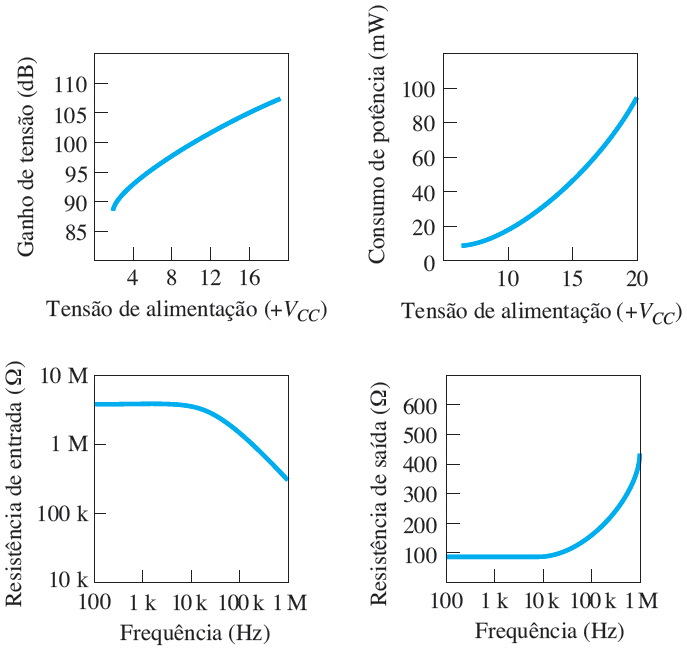 Ganho de tensão (dB)
110
105
100
95
90
85
4 8 12 16
Tensão de alimentação (+V_CC)
Consumo de potência (mW)
100
80
60
40
20
0
10 15 20
Tensão de alimentação (+V_CC)
Resistência de entrada (Ω)
10 M
1 M
100 k
10 k
100 1 k 10 k 100 k 1 M
Frequência (Hz)
Resistência de saída (Ω)
600
500
400
300
200
100
100 1 k 10 k 100 k 1 M
Frequência (Hz)